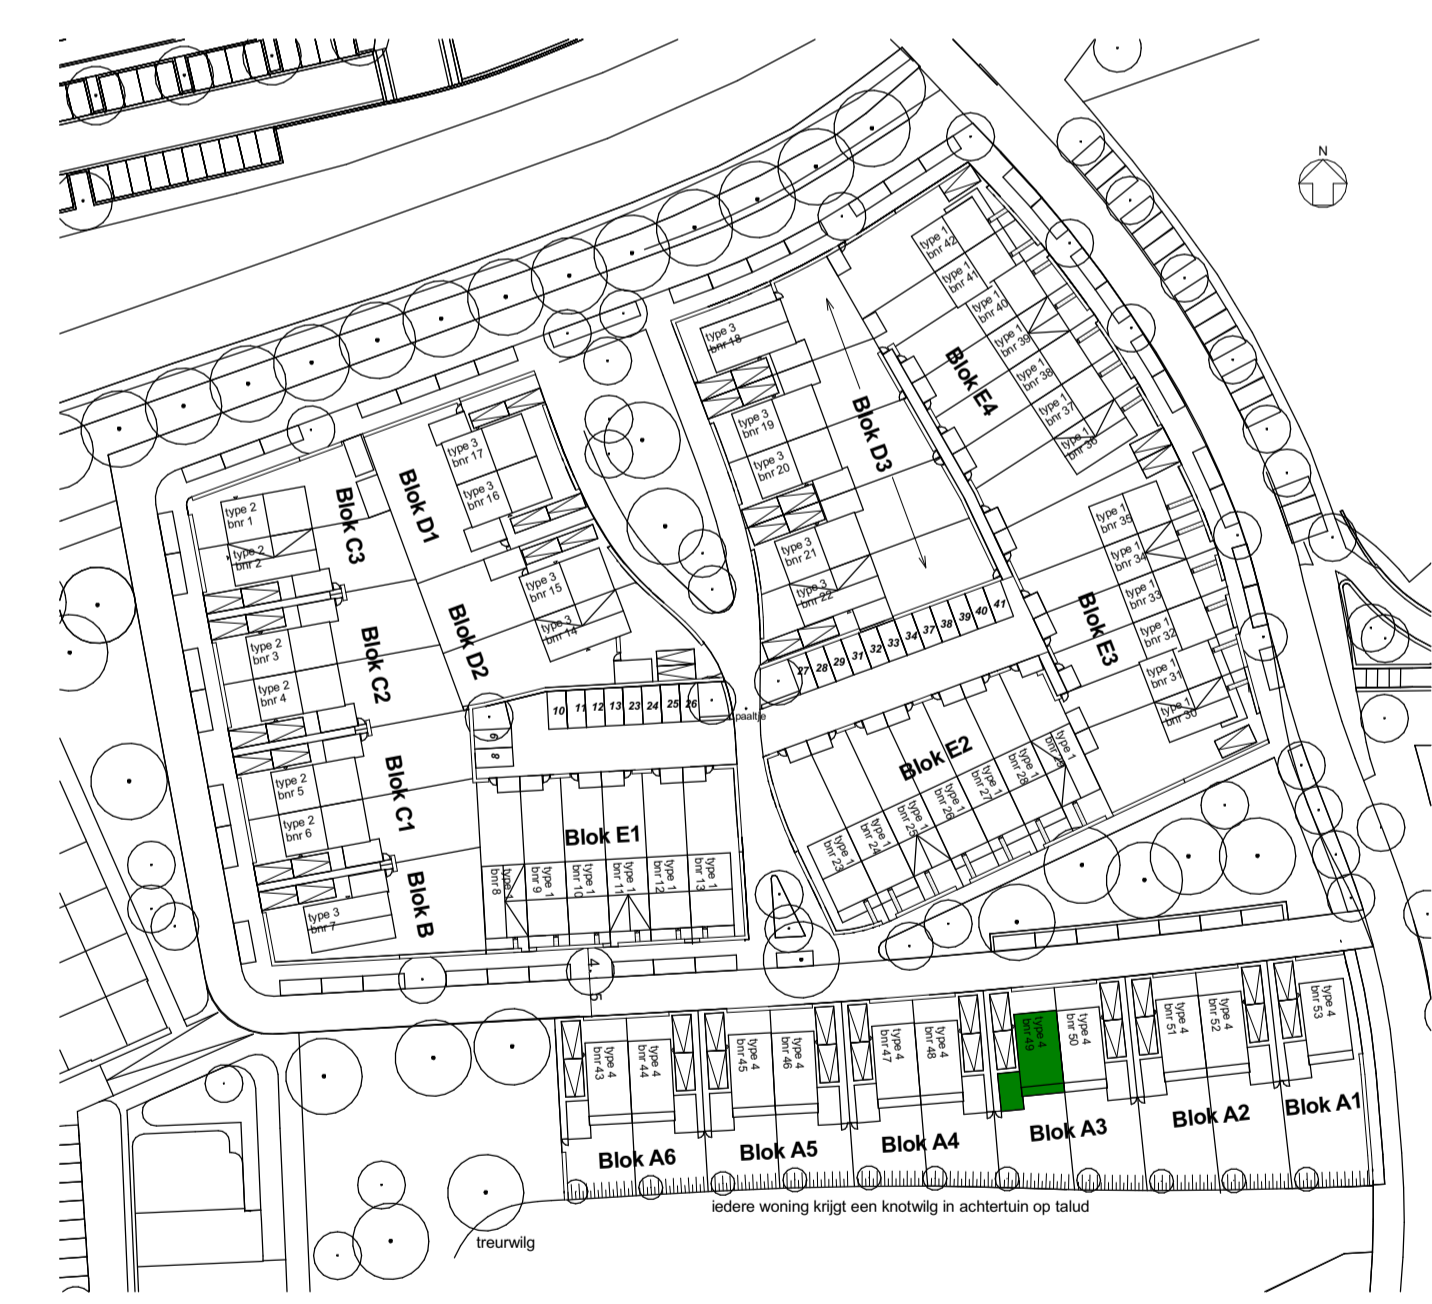 N
type 1
bnr 42
type 1
bnr 41
type 1
bnr 40
type 1
bnr 39
type 1
bnr 38
type 1
bnr 37
type 1
bnr 36
Blok E4
type 3
bnr 18
type 3
bnr 19
type 3
bnr 20
type 3
bnr 21
type 3
bnr 22
Blok D3
type 3
bnr 17
type 3
bnr 16
Blok D1
type 3
bnr 15
type 3
bnr 14
Blok D2
type 2
bnr 1
type 2
bnr 2
Blok C3
type 2
bnr 3
type 2
bnr 4
Blok C2
type 2
bnr 5
type 2
bnr 6
Blok C1
type 3
bnr 7
Blok B
type 1
bnr 35
type 1
bnr 34
type 1
bnr 33
type 1
bnr 32
type 1
bnr 31
type 1
bnr 30
Blok E3
27 28 29 31 32 33 34 37 38 39 40 41
10 11 12 13 23 24 25 26
paaltje
9
8
Blok E2
type 1
bnr 23
type 1
bnr 24
type 1
bnr 25
type 1
bnr 26
type 1
bnr 27
type 1
bnr 28
type 1
bnr 29
Blok E1
type 1
bnr 8
type 1
bnr 9
type 1
bnr 10
type 1
bnr 11
type 1
bnr 12
type 1
bnr 13
4.
5
type 4
bnr 43
type 4
bnr 44
type 4
bnr 45
type 4
bnr 46
type 4
bnr 47
type 4
bnr 48
type 4
bnr 49
type 4
bnr 50
type 4
bnr 51
type 4
bnr 52
type 4
bnr 53
Blok A6
Blok A5
Blok A4
Blok A3
Blok A2
Blok A1
iedere woning krijgt een knotwilg in achtertuin op talud
treurwilg